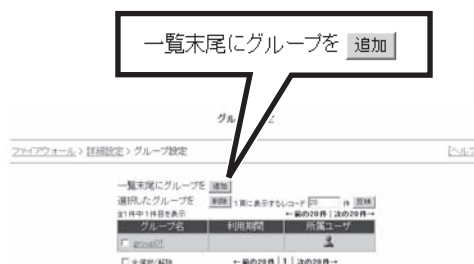 一覧末尾にグループを 追加
グル
ファイアウォール > 詳細設定 > グループ設定
[ヘルプ
一覧末尾にグループを 追加
選択したグループを 削除 1頁に表示するレコード 20 件 更新
全1件中1件目を表示 ←前の20件 | 次の20件→
グループ名 利用期間 所属ユーザ
group01
全選択/解除 ←前の20件 | 1 | 次の20件→